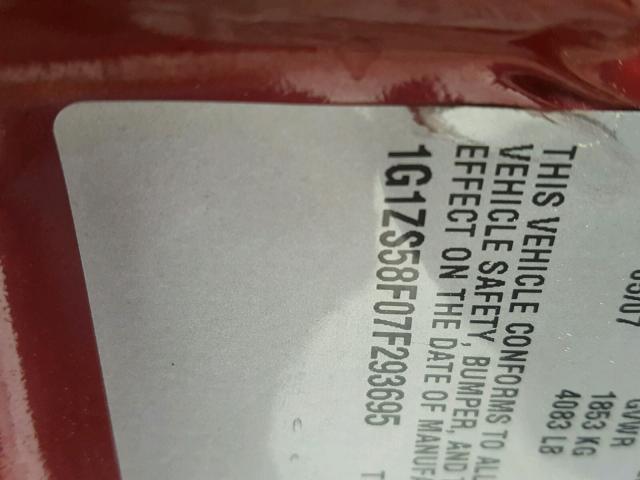 05/07
GVWR
1853 KG
4083 LB
THIS VEHICLE CONFORMS TO ALL
VEHICLE SAFETY, BUMPER, AND
EFFECT ON THE DATE OF MANUFA
1G1ZS58F07F293695